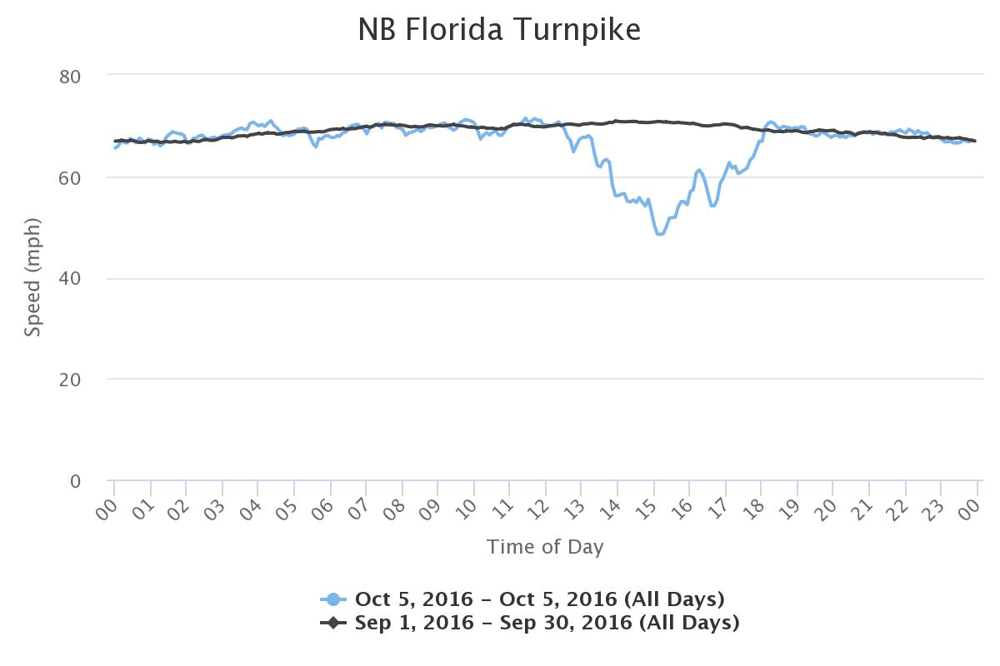 NB Florida Turnpike
80
60
40
20
0
Speed (mph)
00 01 02 03 04 05 06 07 08 09 10 11 12 13 14 15 16 17 18 19 20 21 22 23 00
Time of Day
Oct 5, 2016 – Oct 5, 2016 (All Days)
Sep 1, 2016 – Sep 30, 2016 (All Days)